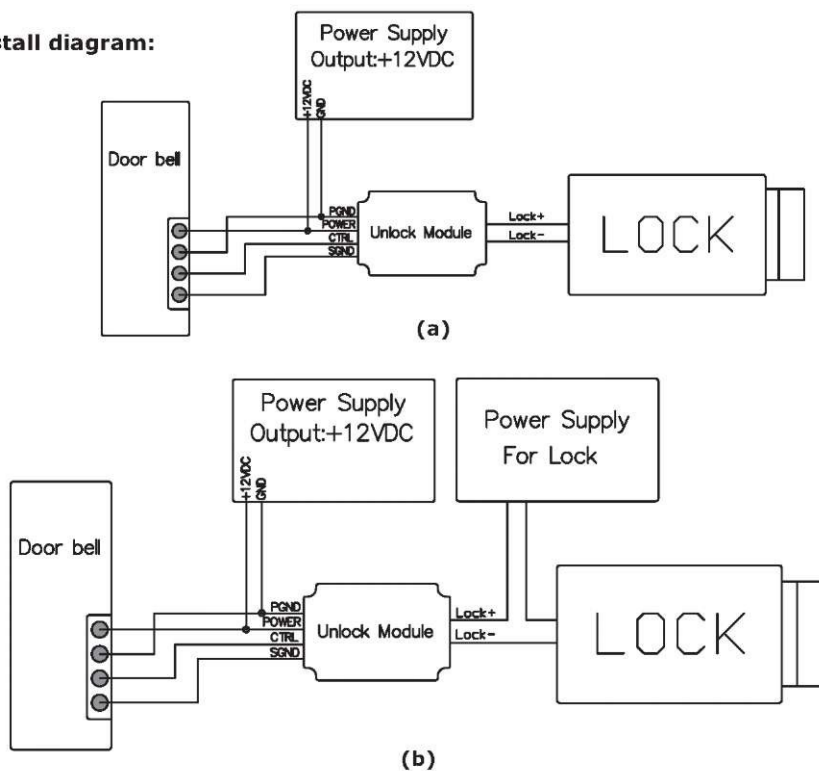 tall diagram:
Power Supply
Output:+12VDC
+12VDC
GND
Door bell
PGND
POWER
CTRL
SGND
Unlock Module
Lock+
Lock-
LOCK
(a)
Power Supply
Output:+12VDC
+12VDC
GND
Power Supply
For Lock
Door bell
PGND
POWER
CTRL
SGND
Unlock Module
Lock+
Lock-
LOCK
(b)